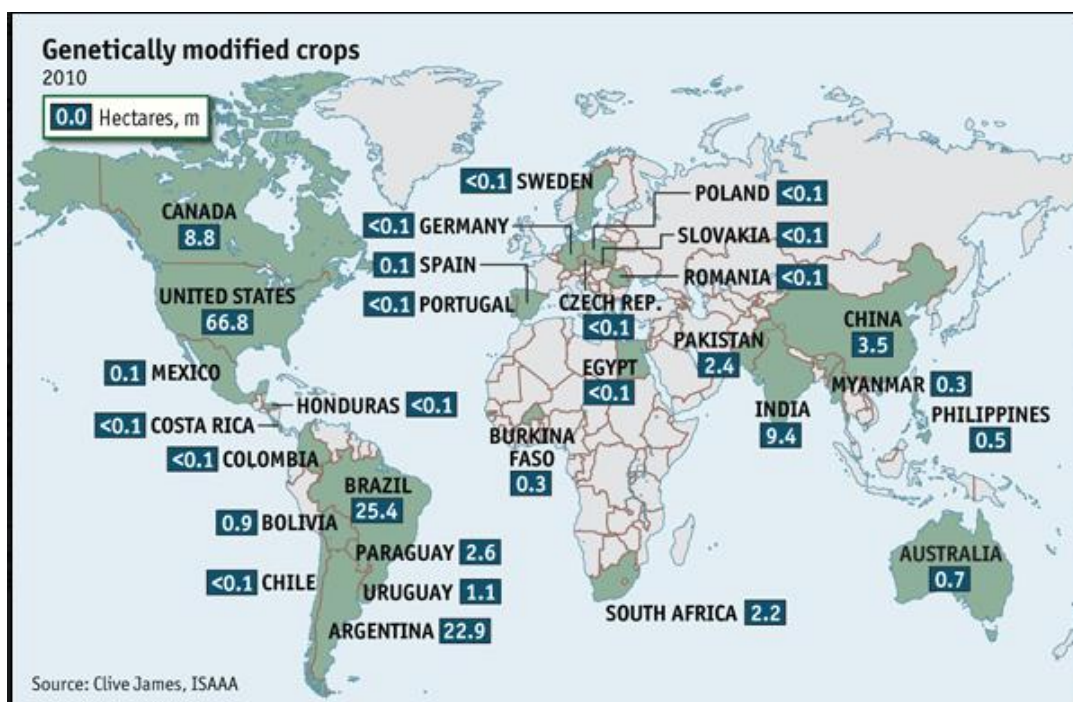 Genetically modified crops
2010
0.0 Hectares, m
CANADA
8.8
UNITED STATES
66.8
0.1 MEXICO
HONDURAS <0.1
<0.1 COSTA RICA
<0.1 COLOMBIA
BRAZIL
25.4
0.9 BOLIVIA
PARAGUAY 2.6
<0.1 CHILE
URUGUAY 1.1
ARGENTINA 22.9
<0.1 SWEDEN
POLAND <0.1
<0.1 GERMANY
SLOVAKIA <0.1
0.1 SPAIN
ROMANIA <0.1
<0.1 PORTUGAL
CZECH REP.
<0.1
EGYPT
<0.1
PAKISTAN
2.4
CHINA
3.5
MYANMAR 0.3
INDIA
9.4
PHILIPPINES
0.5
BURKINA
FASO
0.3
AUSTRALIA
0.7
SOUTH AFRICA 2.2
Source: Clive James, ISAAA